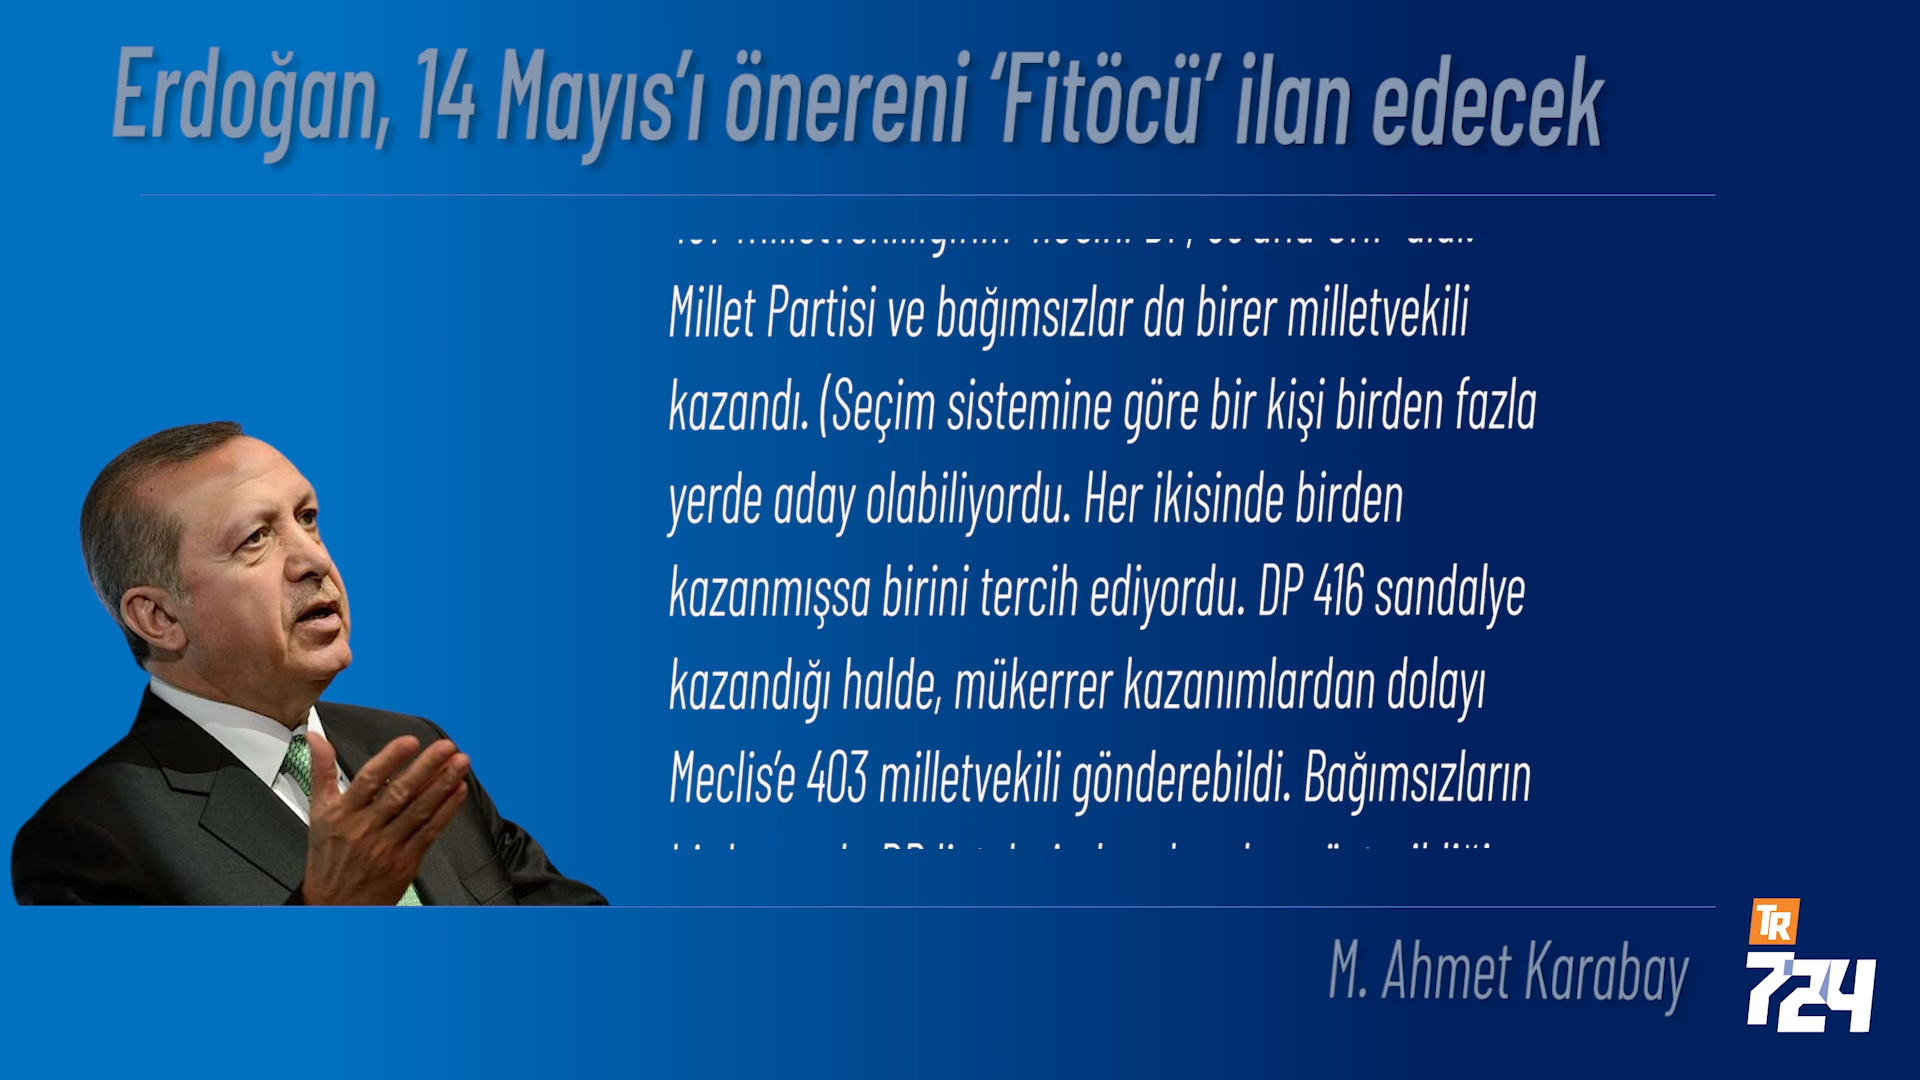 Erdoğan, 14 Mayıs’ı önereni ‘Fitöcü’ ilan edecek
Millet Partisi ve bağımsızlar da birer milletvekili
kazandı. (Seçim sistemine göre bir kişi birden fazla
yerde aday olabiliyordu. Her ikisinde birden
kazanmışsa birini tercih ediyordu. DP 416 sandalye
kazandığı halde, mükerrer kazanımlardan dolayı
Meclis’e 403 milletvekili gönderebildi. Bağımsızların
M. Ahmet Karabay
TR
724